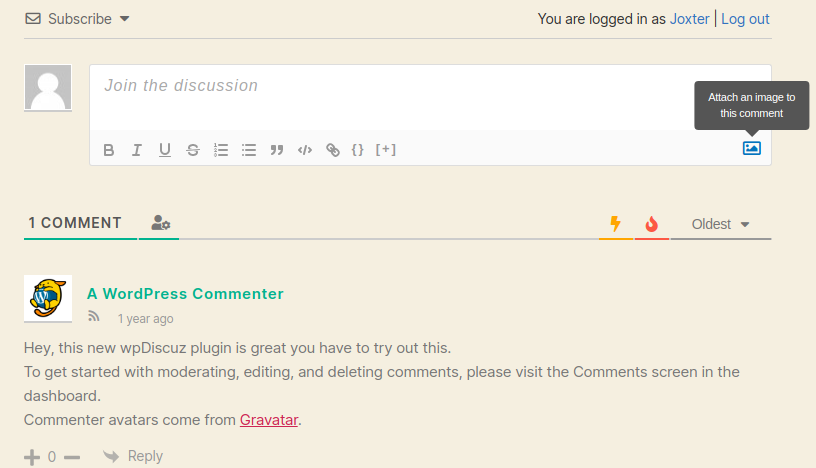 Subscribe
You are logged in as Joxter | Log out
Join the discussion
Attach an image to
this comment
B I U S {} [+]
1 COMMENT
Oldest
A WordPress Commenter
1 year ago
Hey, this new wpDiscuz plugin is great you have to try out this.
To get started with moderating, editing, and deleting comments, please visit the Comments screen in the
dashboard.
Commenter avatars come from Gravatar.
0
Reply